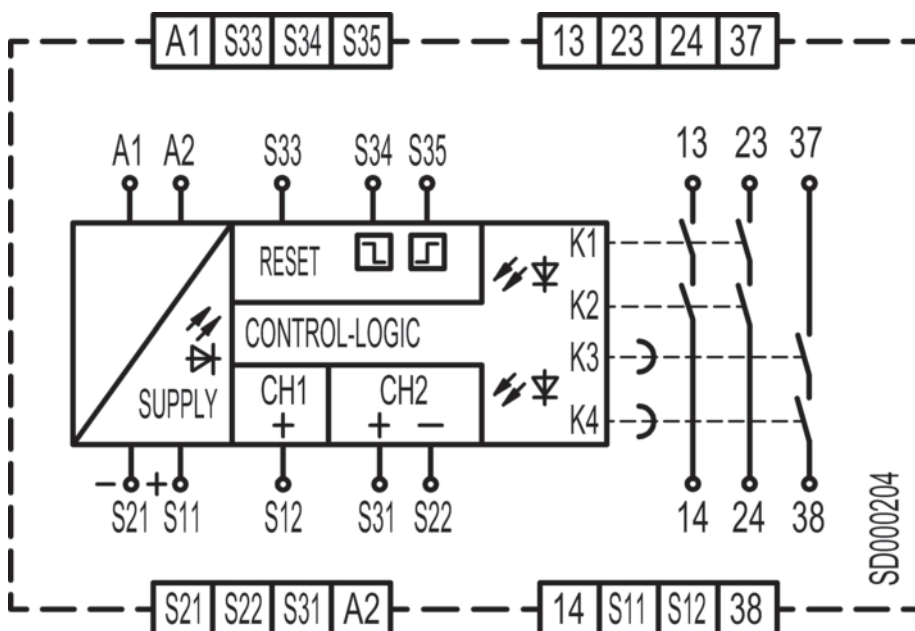 A1 S33 S34 S35 13 23 24 37
A1 A2 S33 S34 S35 13 23 37
RESET K1
K2
CONTROL-LOGIC
K3
SUPPLY CH1 CH2
+ + − K4
− + 
S21 S11 S12 S31 S22 14 24 38
SD000204
S21 S22 S31 A2 14 S11 S12 38